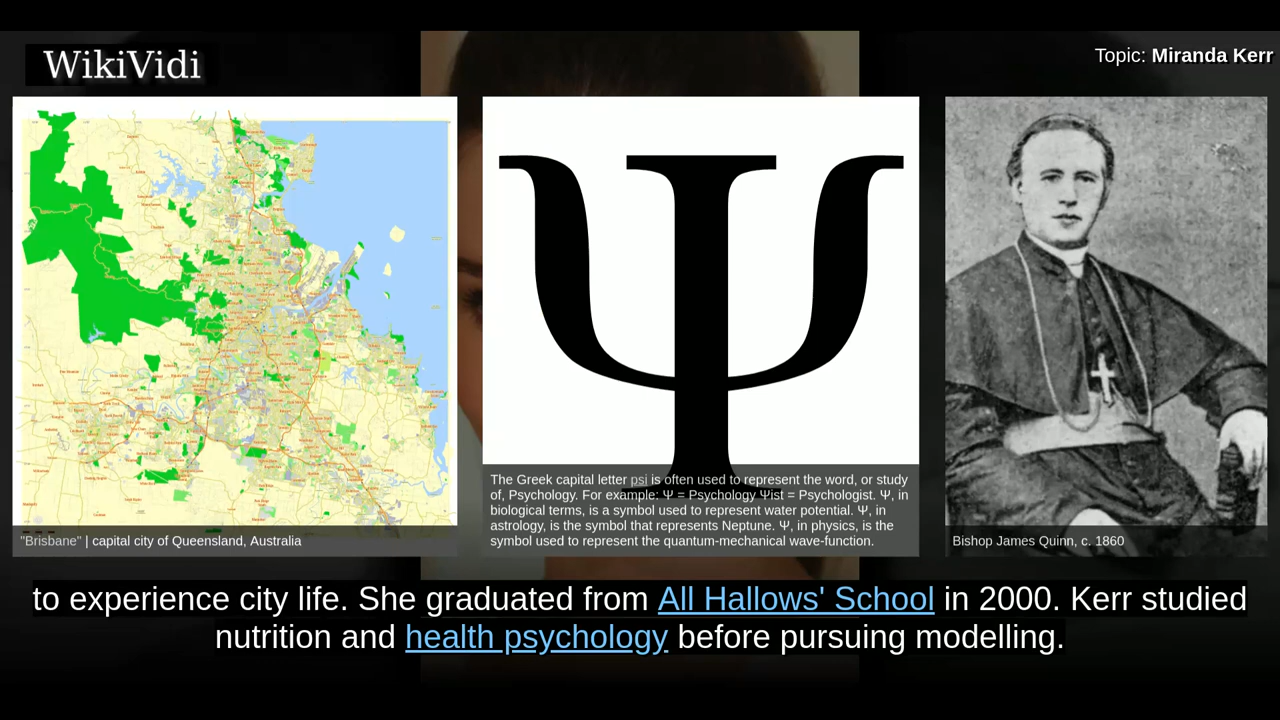 WikiVidi
Topic: Miranda Kerr
Ψ
"Brisbane" | capital city of Queensland, Australia
The Greek capital letter psi is often used to represent the word, or study
of, Psychology. For example: Ψ = Psychology Ψist = Psychologist. Ψ, in
biological terms, is a symbol used to represent water potential. Ψ, in
astrology, is the symbol that represents Neptune. Ψ, in physics, is the
symbol used to represent the quantum-mechanical wave-function.
Bishop James Quinn, c. 1860
to experience city life. She graduated from All Hallows' School in 2000. Kerr studied
nutrition and health psychology before pursuing modelling.